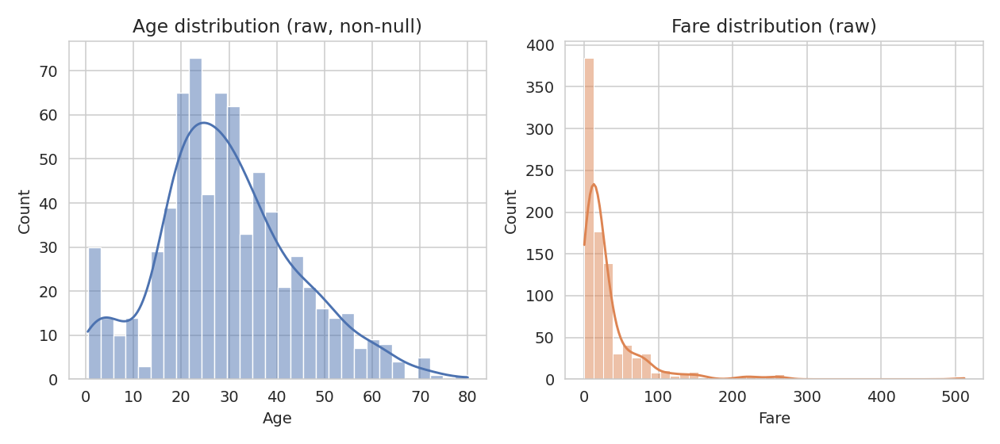 Age distribution (raw, non-null)
Count
70
60
50
40
30
20
10
0
0 10 20 30 40 50 60 70 80
Age
Fare distribution (raw)
Count
400
350
300
250
200
150
100
50
0
0 100 200 300 400 500
Fare